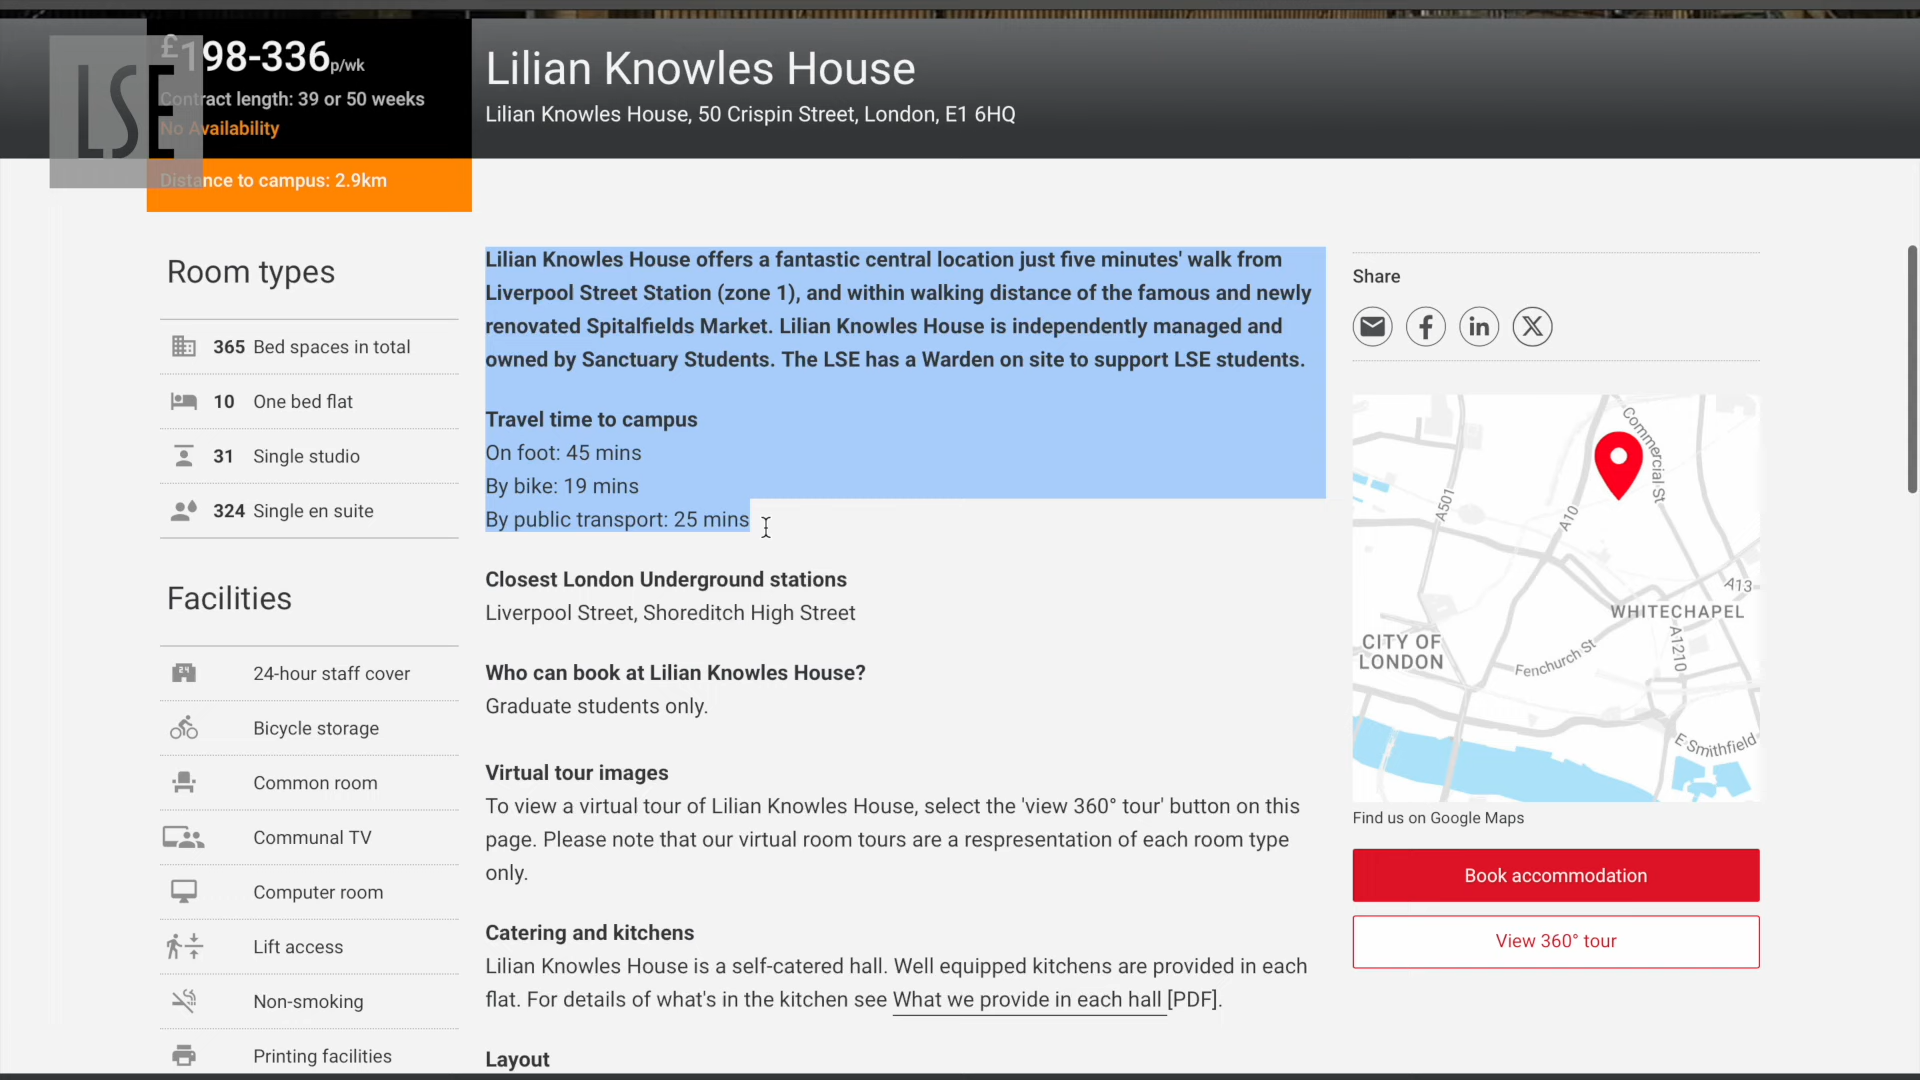 LSE
£198-336p/wk
Contract length: 39 or 50 weeks
No Availability
Distance to campus: 2.9km
Lilian Knowles House
Lilian Knowles House, 50 Crispin Street, London, E1 6HQ
Room types
365 Bed spaces in total
10 One bed flat
31 Single studio
324 Single en suite
Facilities
24-hour staff cover
Bicycle storage
Common room
Communal TV
Computer room
Lift access
Non-smoking
Printing facilities
Lilian Knowles House offers a fantastic central location just five minutes' walk from
Liverpool Street Station (zone 1), and within walking distance of the famous and newly
renovated Spitalfields Market. Lilian Knowles House is independently managed and
owned by Sanctuary Students. The LSE has a Warden on site to support LSE students.
Travel time to campus
On foot: 45 mins
By bike: 19 mins
By public transport: 25 mins
Closest London Underground stations
Liverpool Street, Shoreditch High Street
Who can book at Lilian Knowles House?
Graduate students only.
Virtual tour images
To view a virtual tour of Lilian Knowles House, select the 'view 360° tour' button on this
page. Please note that our virtual room tours are a respresentation of each room type
only.
Catering and kitchens
Lilian Knowles House is a self-catered hall. Well equipped kitchens are provided in each
flat. For details of what's in the kitchen see What we provide in each hall [PDF].
Layout
Share
Commercial St
A501
A10
A13
WHITECHAPEL
A1210
CITY OF
LONDON
Fenchurch St
E Smithfield
Find us on Google Maps
Book accommodation
View 360° tour